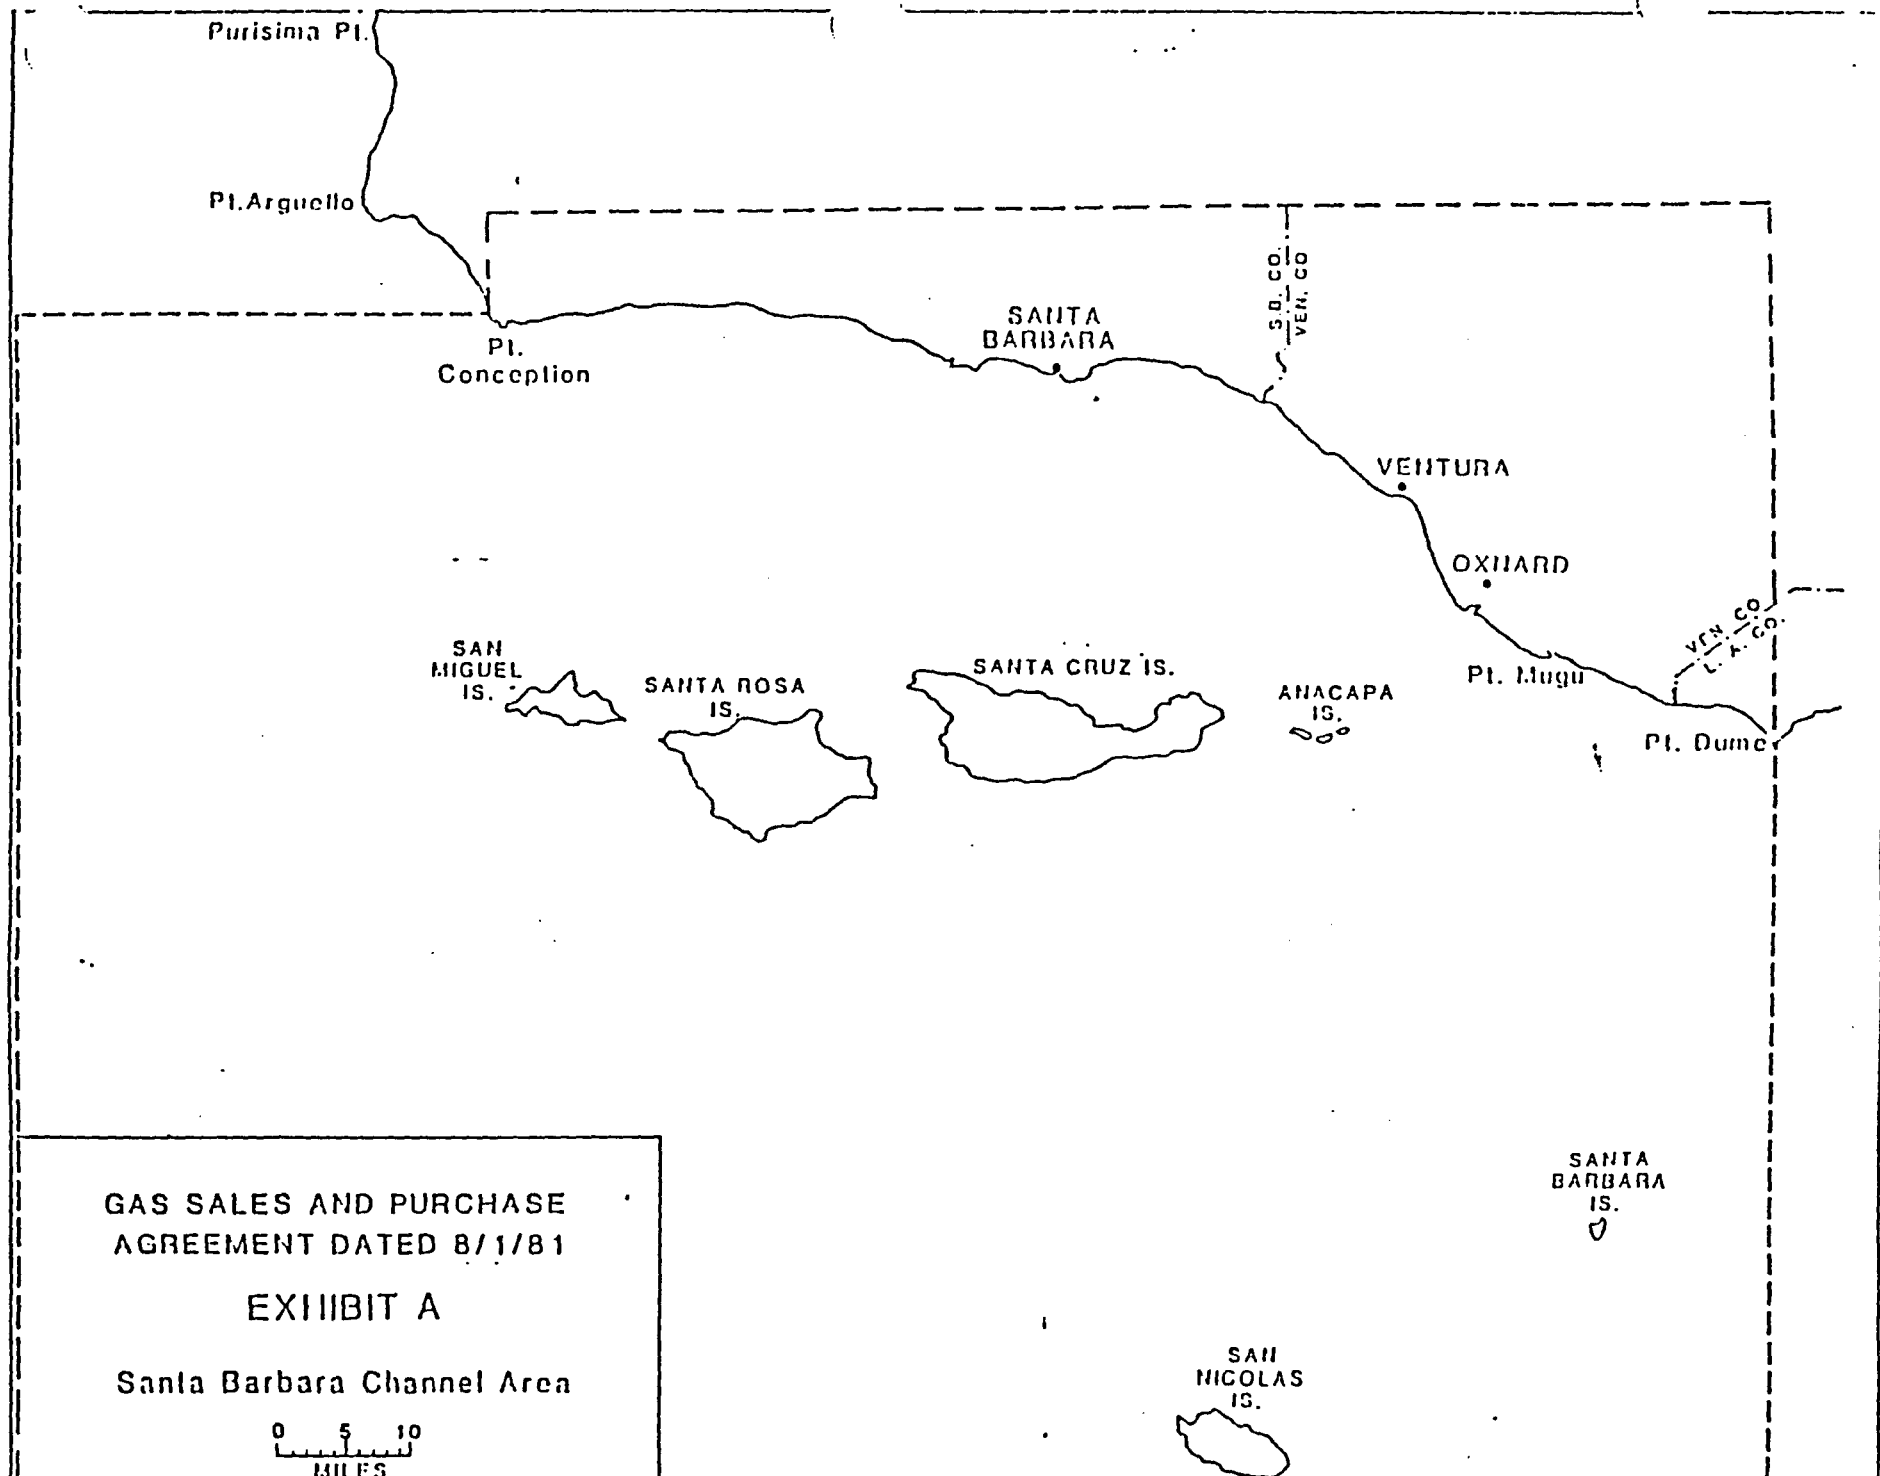 Purisima Pt.
Pt.Arguello
S.B. CO.
VEN. CO
SANTA
BARBARA
Pt.
Conception
VENTURA
OXNARD
VEN. CO.
L. A. CO.
SAN
MIGUEL
IS.
SANTA ROSA
IS.
SANTA CRUZ IS.
ANACAPA
IS.
Pt. Mugu
Pt. Dume
SANTA
BARBARA
IS.
GAS SALES AND PURCHASE
AGREEMENT DATED 8/1/81
EXHIBIT A
Santa Barbara Channel Area
0 5 10
MILES
SAN
NICOLAS
IS.